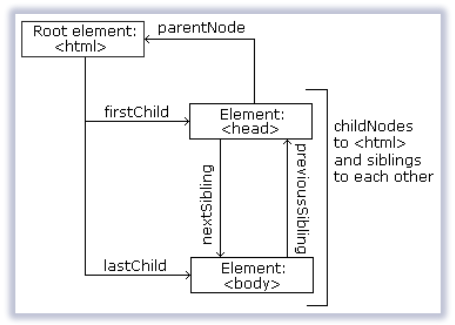 Root element:
<html>
parentNode
firstChild
Element:
<head>
nextSibling
previousSibling
childNodes
to <html>
and siblings
to each other
lastChild
Element:
<body>